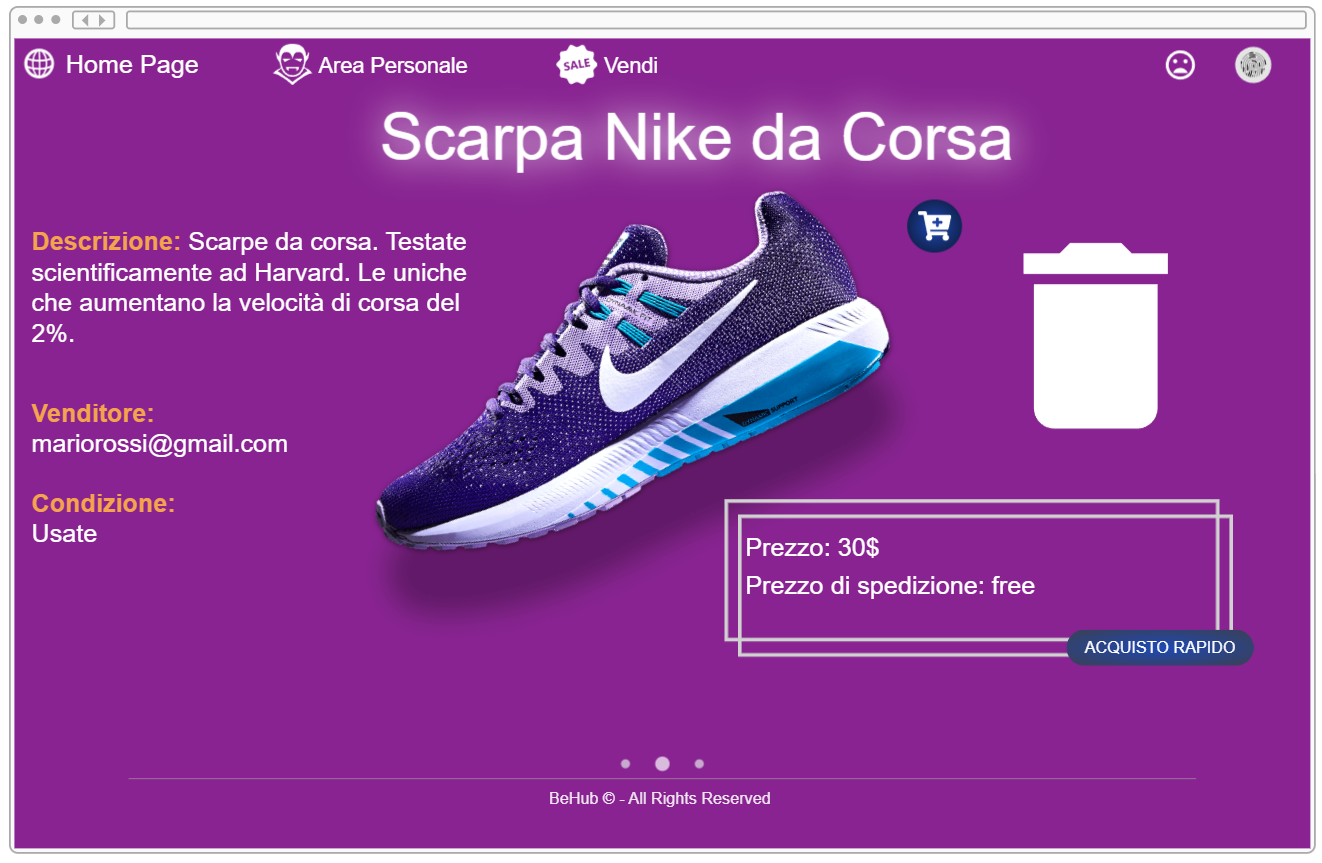 Home Page
Area Personale
SALE
Vendi
Scarpa Nike da Corsa
Descrizione: Scarpe da corsa. Testate
scientificamente ad Harvard. Le uniche
che aumentano la velocità di corsa del
2%.
Venditore:
mariorossi@gmail.com
Condizione:
Usate
SUPPORT
Prezzo: 30$
Prezzo di spedizione: free
ACQUISTO RAPIDO
BeHub © - All Rights Reserved